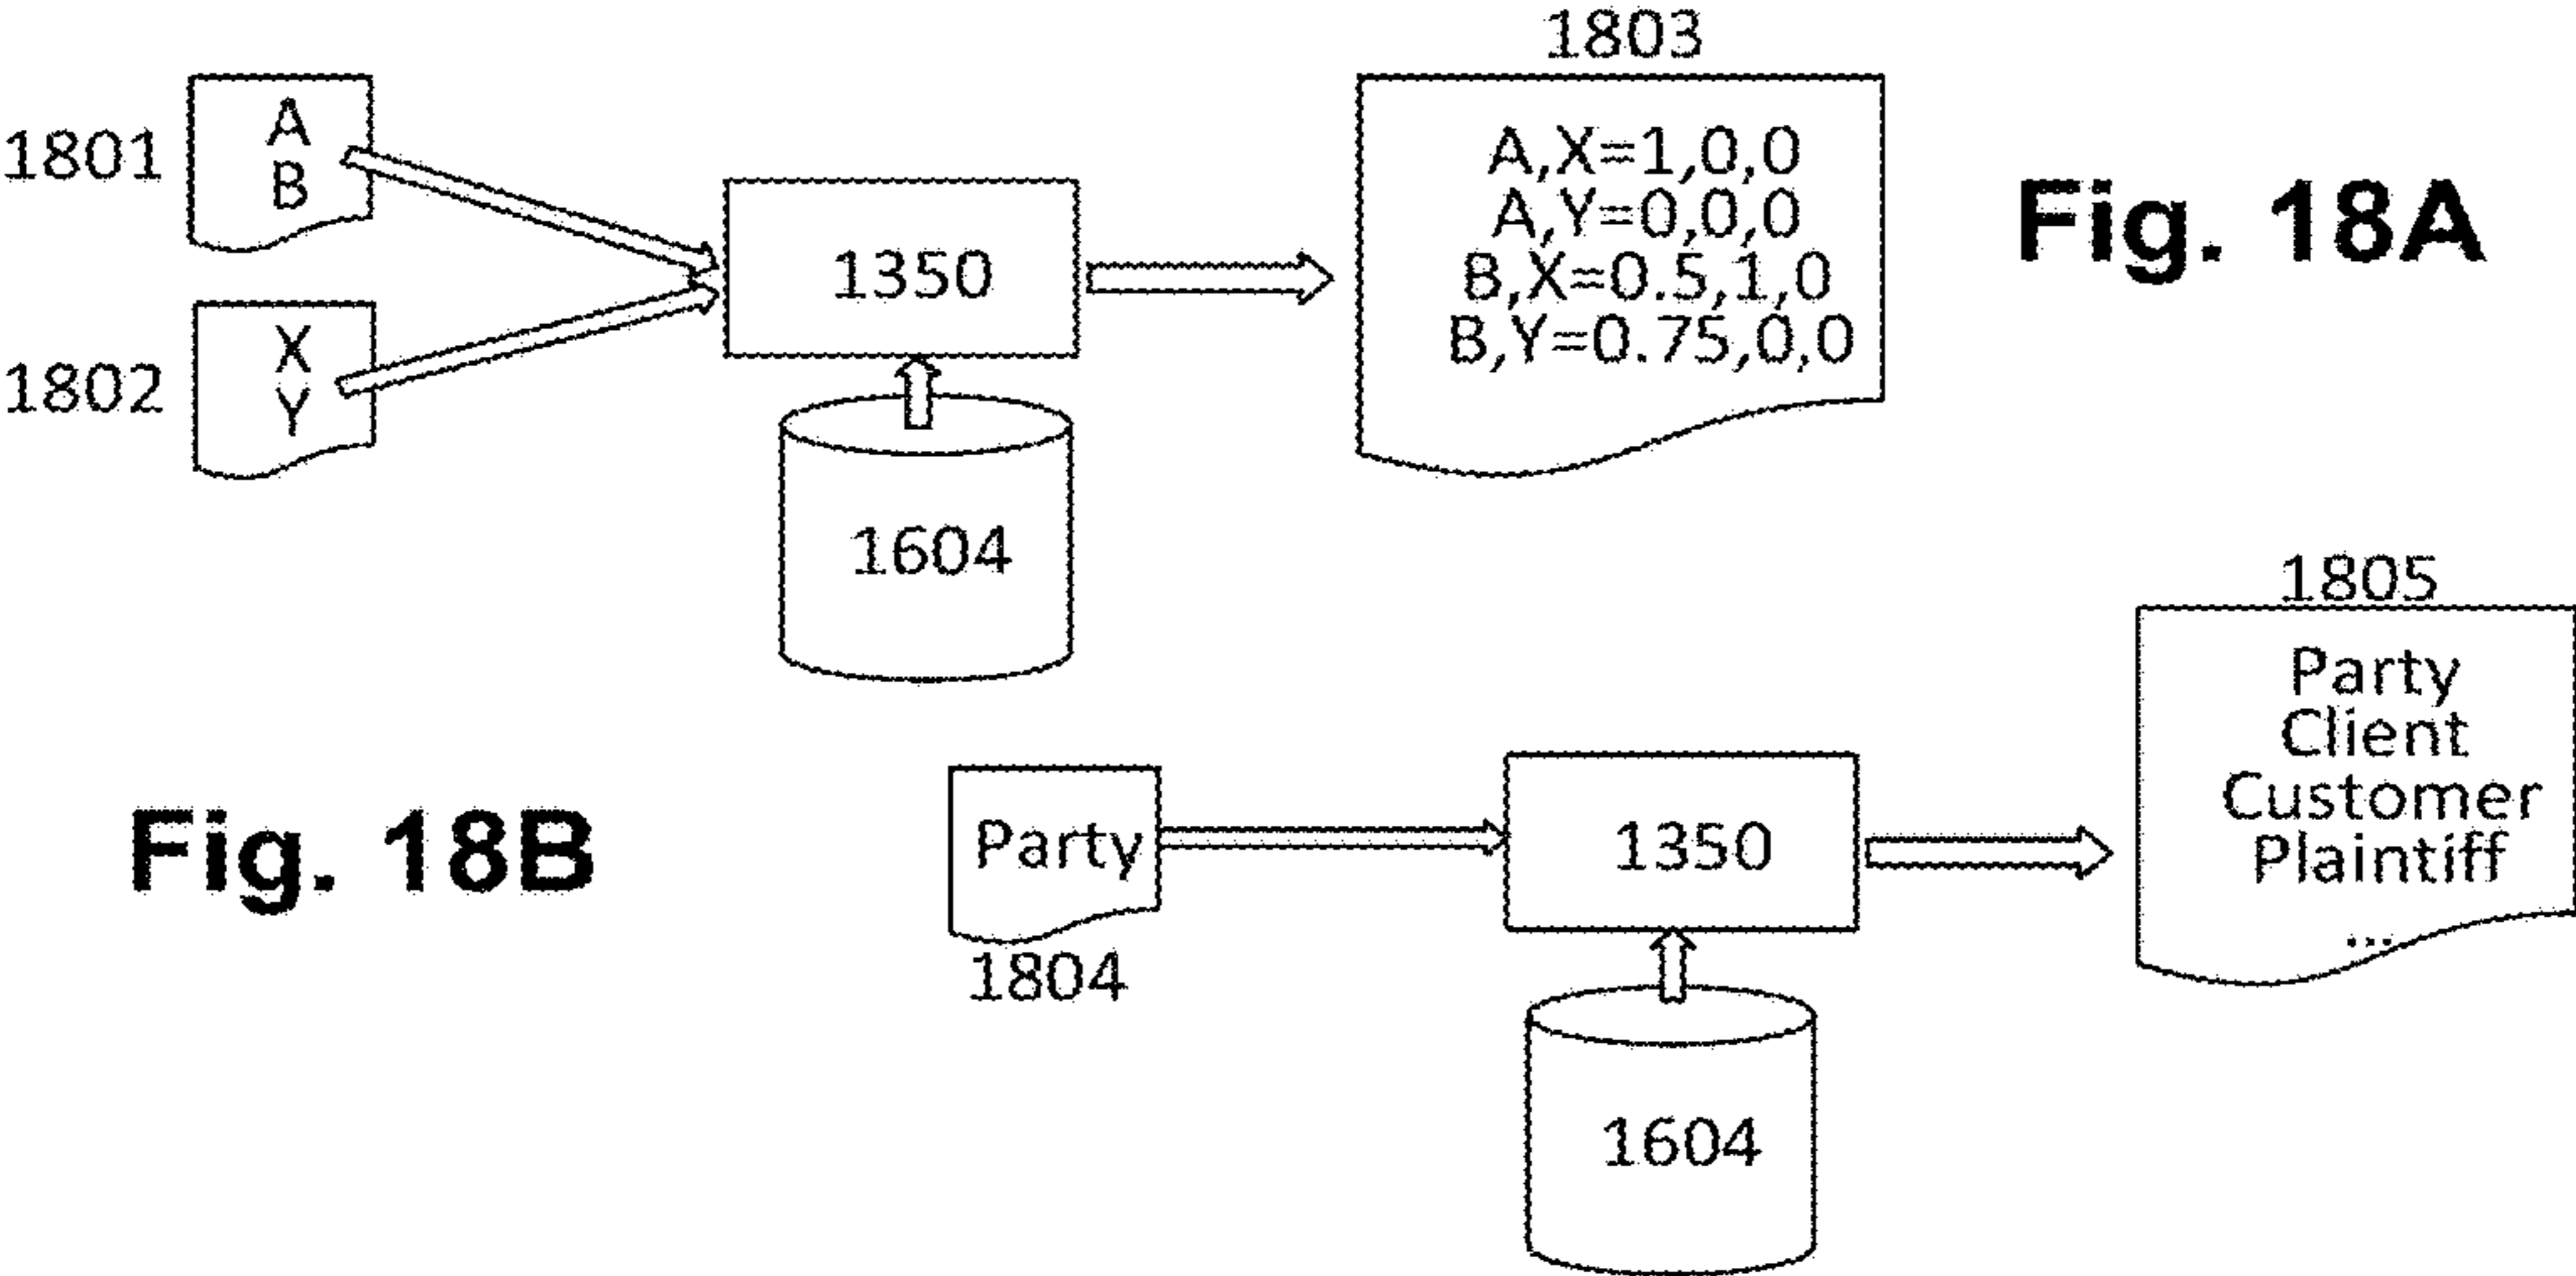 1803
1801
A
B
1802
X
Y
1350
1604
A,X=1,0,0
A,Y=0,0,0
B,X=0.5,1,0
B,Y=0.75,0,0
Fig. 18A
Fig. 18B
Party
1804
1350
1604
1805
Party
Client
Customer
Plaintiff
...